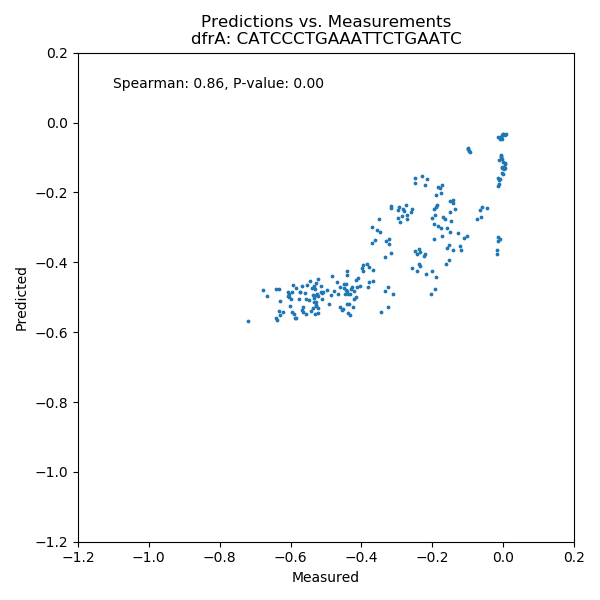 Predictions vs. Measurements
dfrA: CATCCCTGAAATTCTGAATC
Spearman: 0.86, P-value: 0.00
0.2
0.0
−0.2
−0.4
−0.6
−0.8
−1.0
−1.2
Predicted
−1.2 −1.0 −0.8 −0.6 −0.4 −0.2 0.0 0.2
Measured